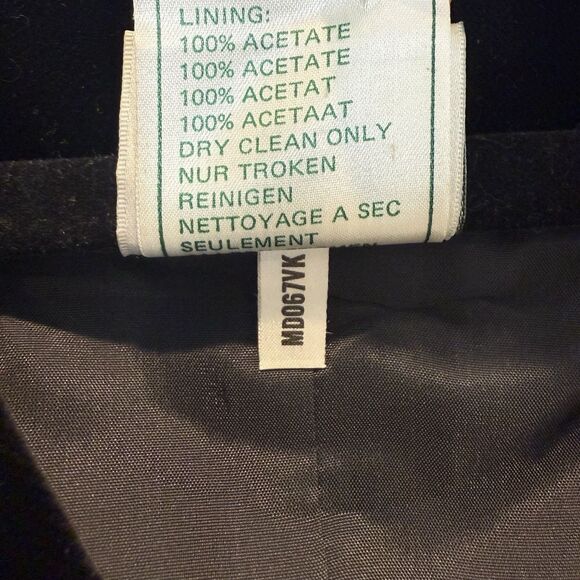 LINING:
100% ACETATE
100% ACETATE
100% ACETAT
100% ACETAAT
DRY CLEAN ONLY
NUR TROKEN
REINIGEN
NETTOYAGE A SEC
SEULEMENT
MD067VK